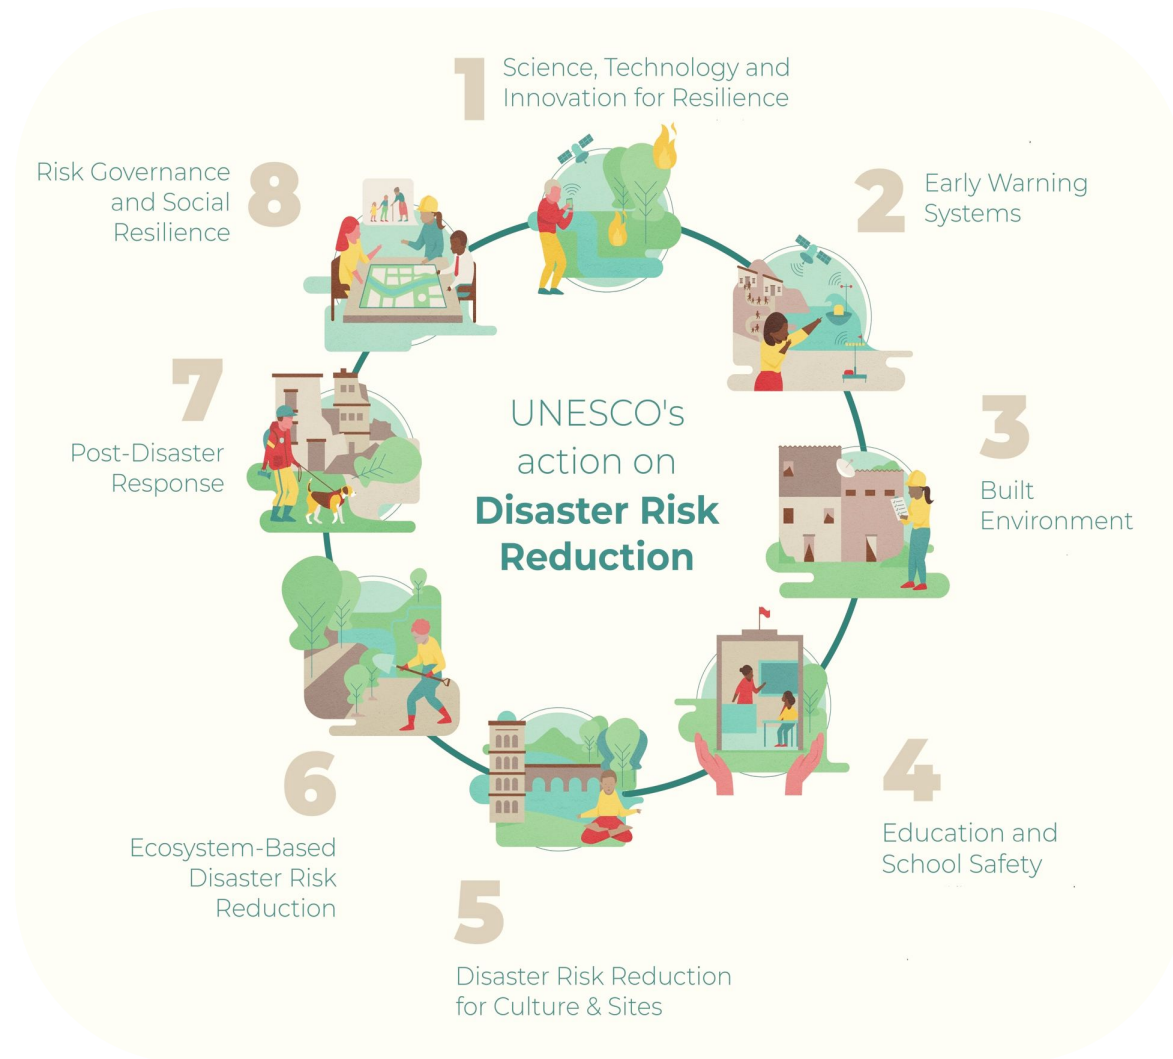 UNESCO's
action on
Disaster Risk
Reduction
1
Science, Technology and
Innovation for Resilience
2
Early Warning
Systems
3
Built
Environment
4
Education and
School Safety
5
Disaster Risk Reduction
for Culture & Sites
6
Ecosystem-Based
Disaster Risk
Reduction
7
Post-Disaster
Response
8
Risk Governance
and Social
Resilience